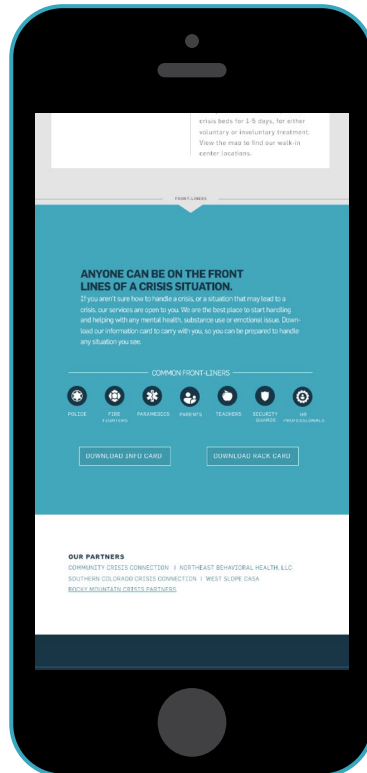 crisis beds for 1-5 days, for either
voluntary or involuntary treatment.
View the map to find our walk-in
center locations.
FRONT-LINERS
ANYONE CAN BE ON THE FRONT
LINES OF A CRISIS SITUATION.
If you aren't sure how to handle a crisis, or a situation that may lead to a
crisis, our services are open to you. We are the best place to start handling
and helping with any mental health, substance use or emotional issue. Down-
load our information card to carry with you, so you can be prepared to handle
any situation you see.
COMMON FRONT-LINERS
POLICE FIRE PARAMEDICS PARENTS TEACHERS SECURITY HR
FIGHTERS GUARDS PROFESSIONALS
DOWNLOAD INFO CARD DOWNLOAD RACK CARD
OUR PARTNERS
COMMUNITY CRISIS CONNECTION | NORTHEAST BEHAVIORAL HEALTH, LLC
SOUTHERN COLORADO CRISIS CONNECTION | WEST SLOPE CASA
ROCKY MOUNTAIN CRISIS PARTNERS